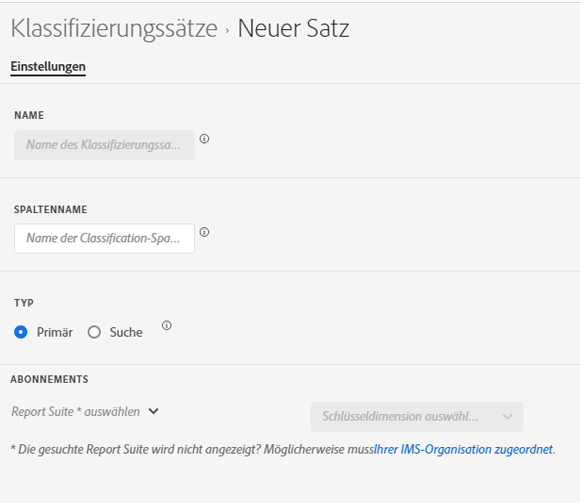 Klassifizierungssätze › Neuer Satz
Einstellungen
NAME
Name des Klassifizierungssa...
SPALTENNAME
Name der Classification-Spa...
TYP
Primär Suche
ABONNEMENTS
Report Suite * auswählen Schlüsseldimension auswähl...
* Die gesuchte Report Suite wird nicht angezeigt? Möglicherweise mussIhrer IMS-Organisation zugeordnet.